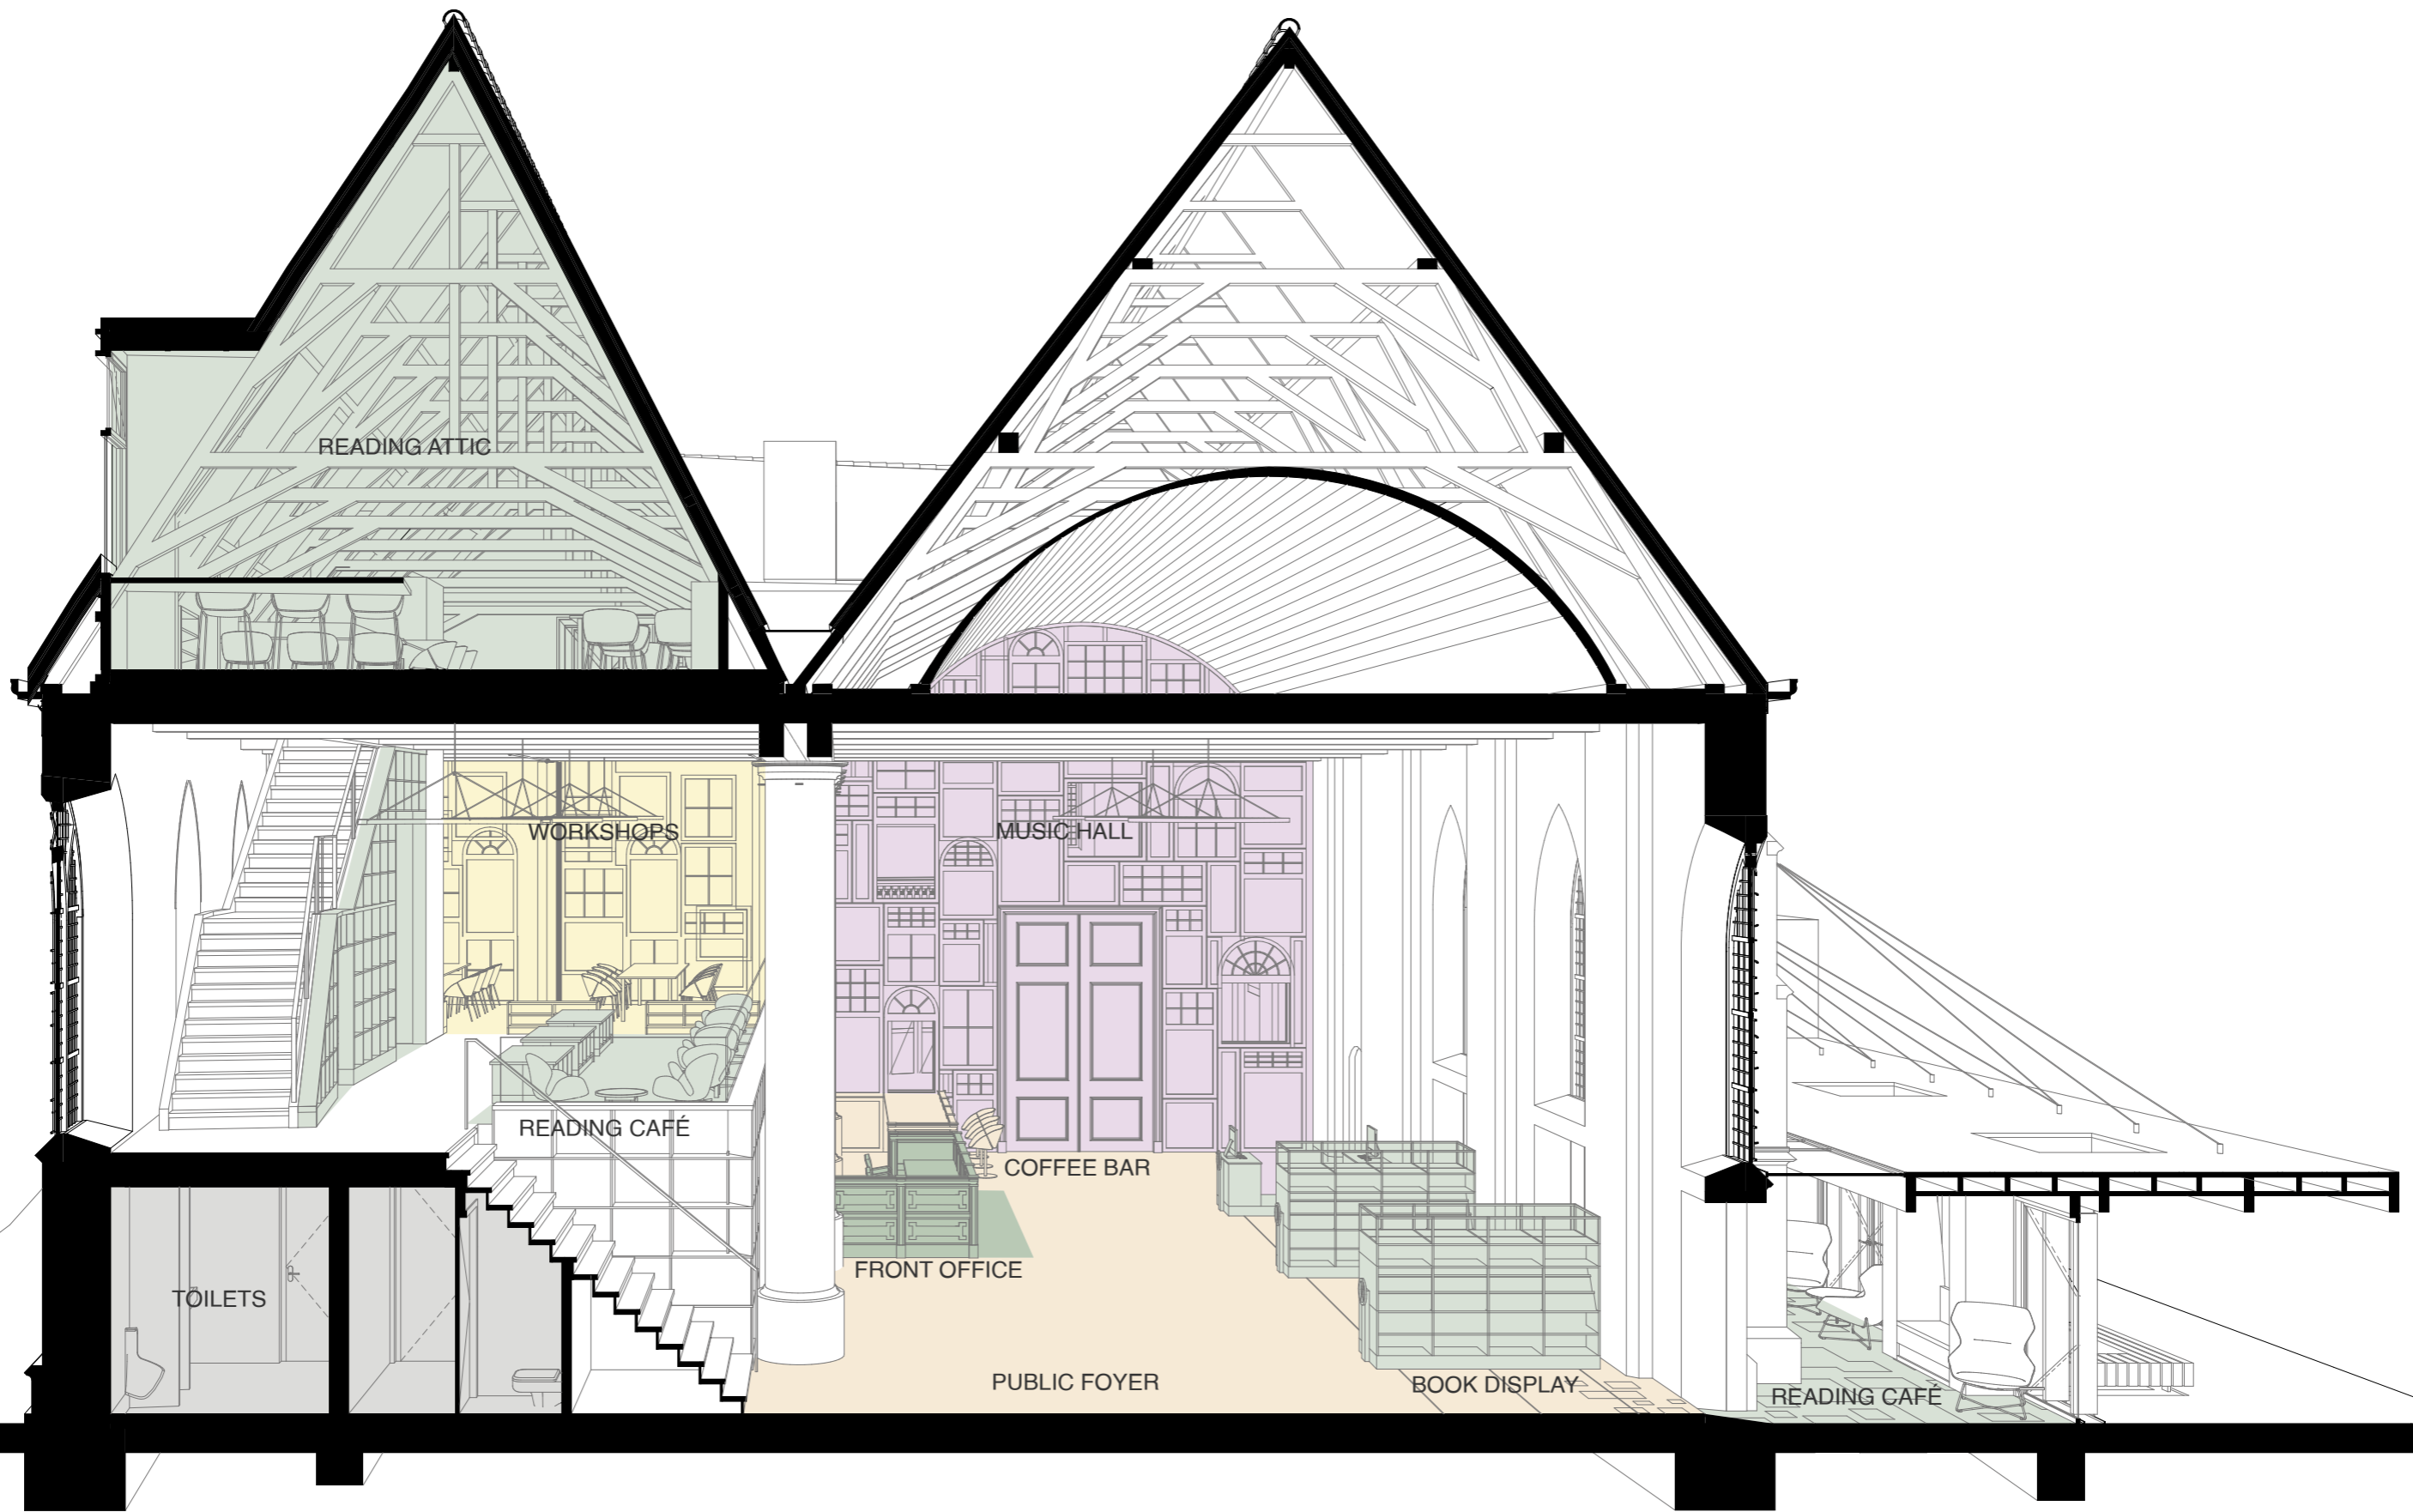 READING ATTIC
WORKSHOPS
MUSIC HALL
READING CAFÉ
COFFEE BAR
FRONT OFFICE
TOILETS
PUBLIC FOYER
BOOK DISPLAY
READING CAFÉ